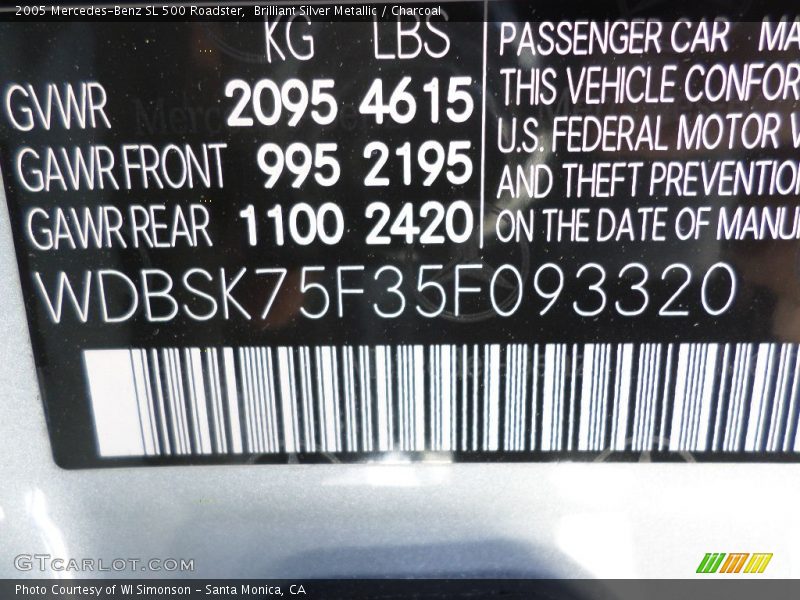 2005 Mercedes-Benz SL 500 Roadster,  Brilliant Silver Metallic / Charcoal
KG LBS
GVWR 2095 4615
GAWR FRONT 995 2195
GAWR REAR 1100 2420
PASSENGER CAR MA
THIS VEHICLE CONFOR
U.S. FEDERAL MOTOR V
AND THEFT PREVENTIO
ON THE DATE OF MANU
WDBSK75F35F093320
GTCARLOT.COM
Photo Courtesy of WI Simonson - Santa Monica, CA